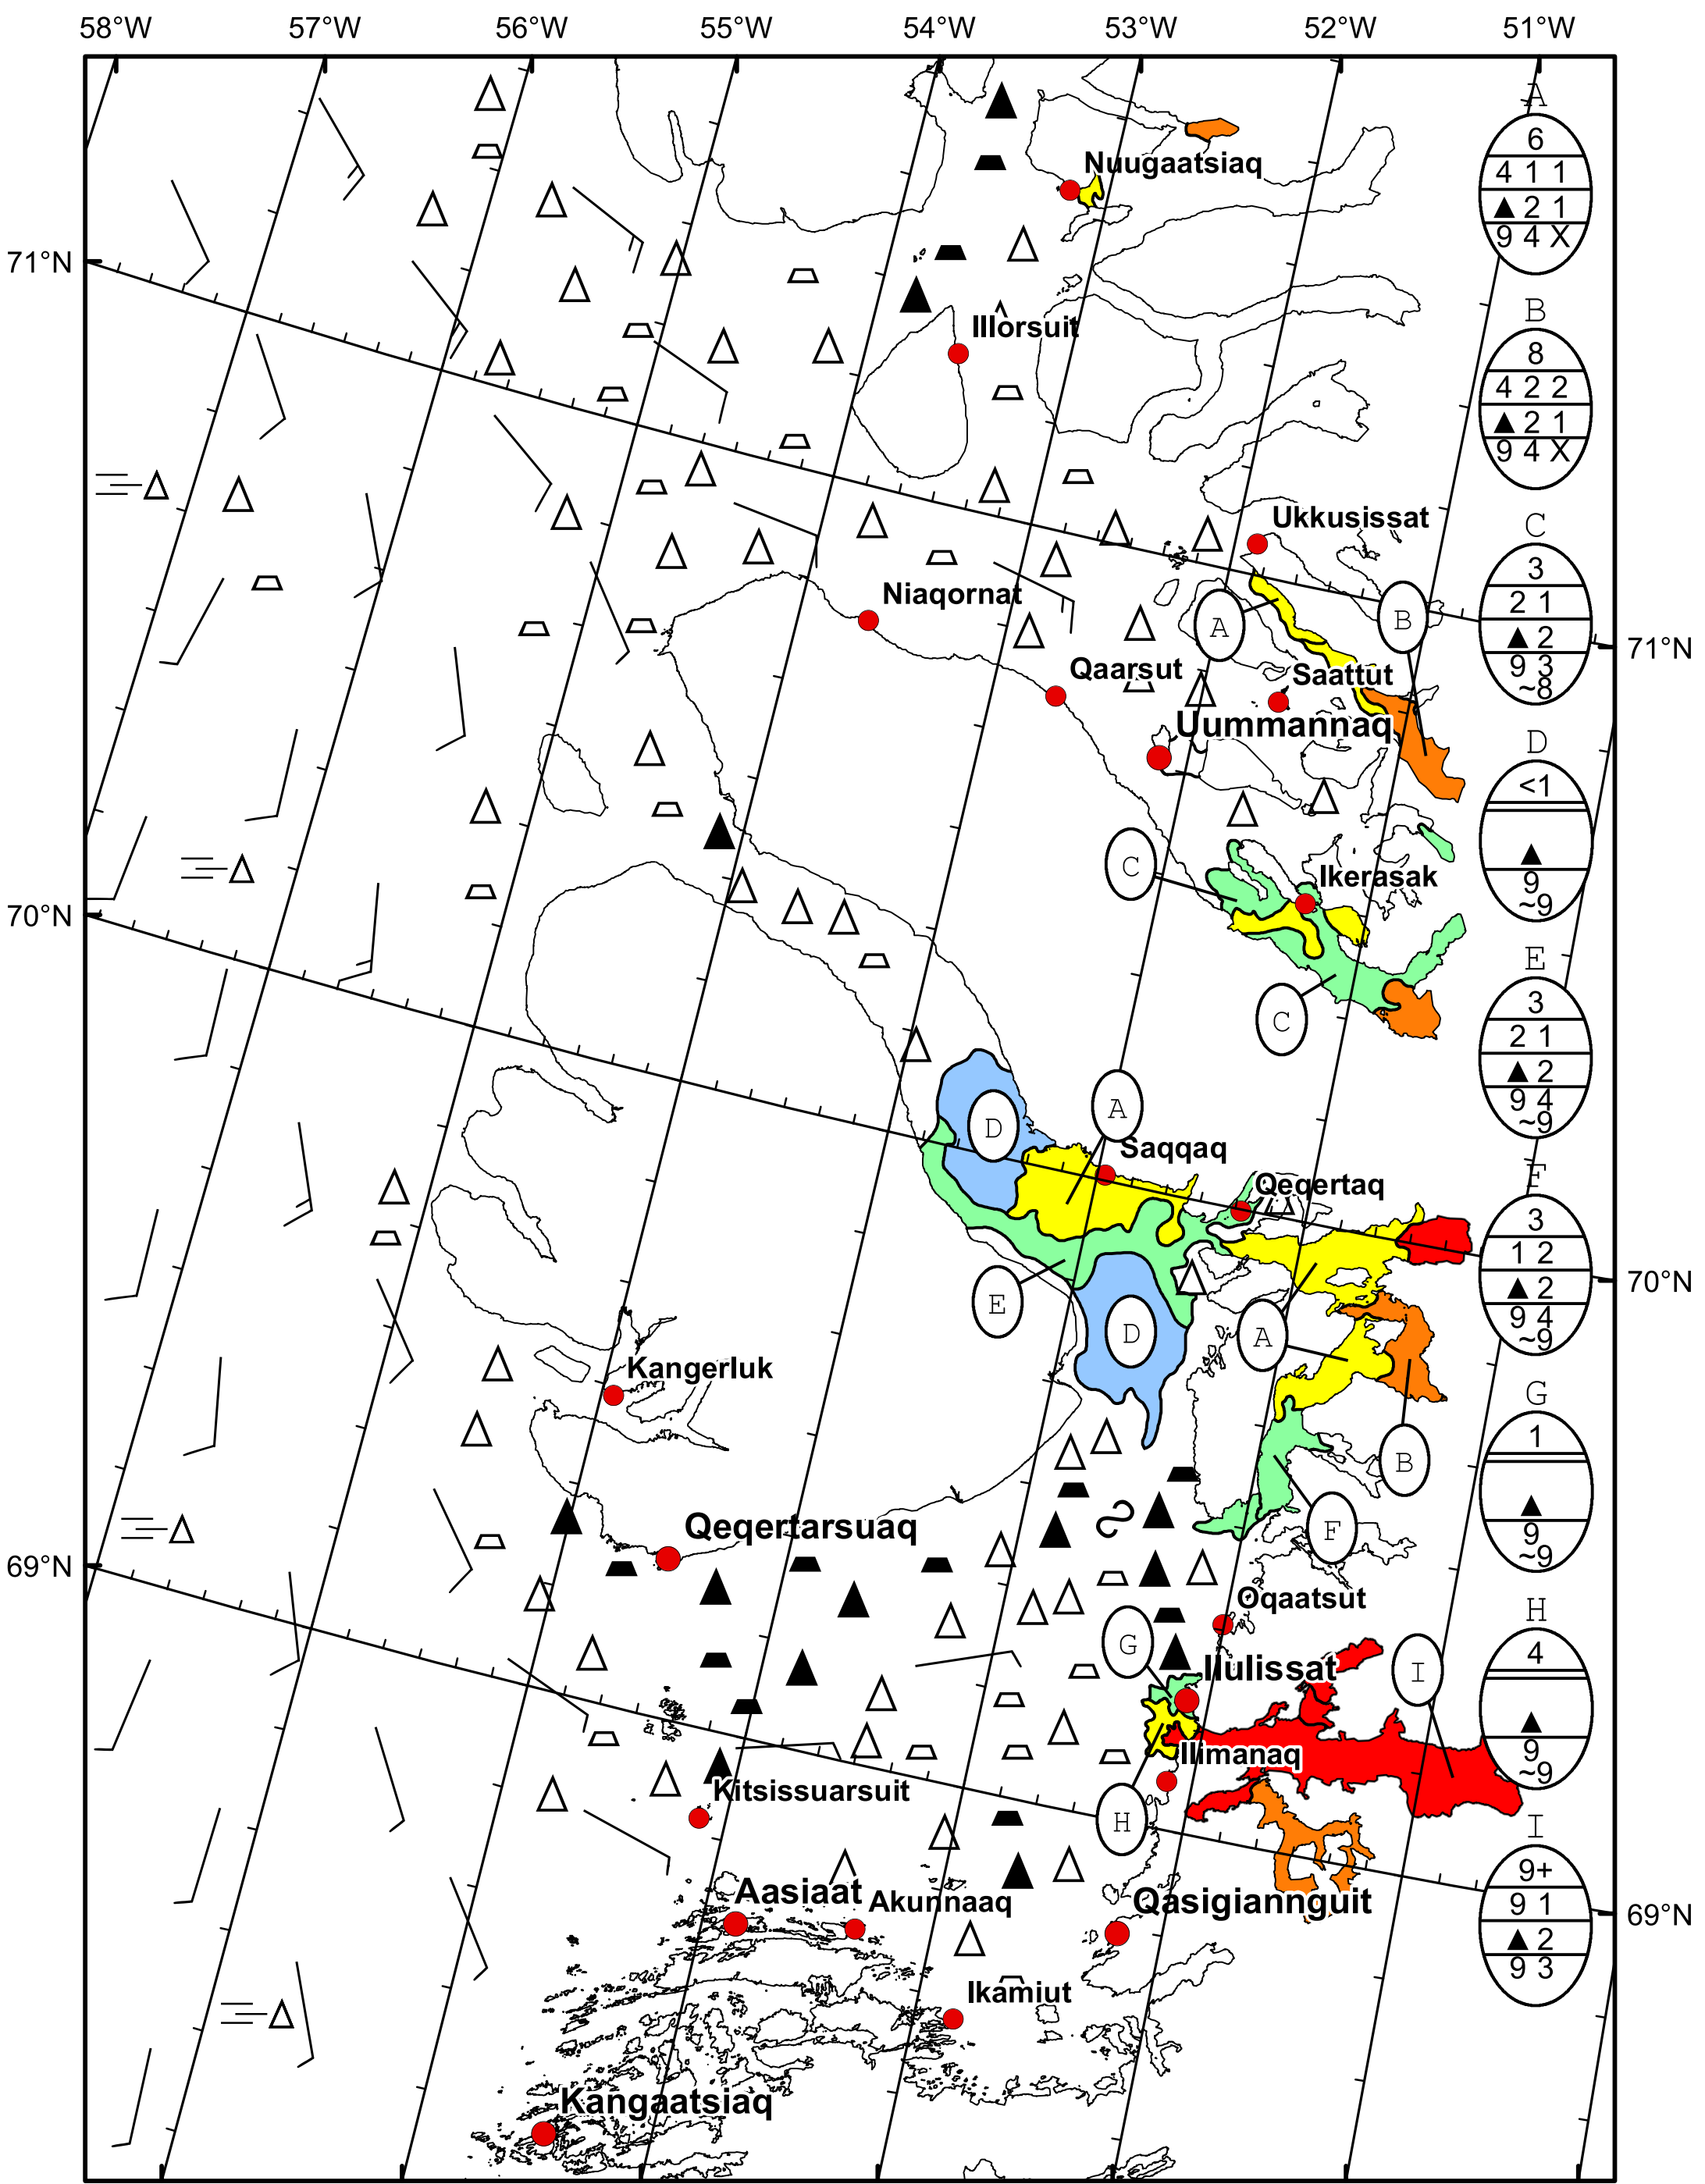 58°W 57°W 56°W 55°W 54°W 53°W 52°W 51°W
A
6
4 1 1
▲ 2 1
9 4 X
Nuugaatsiaq
71°N
B
8
4 2 2
▲ 2 1
9 4 X
Illorsuit
Ukkusissat
C
3
2 1
▲ 2
9 3
~8
Niaqornat
A
B
71°N
Qaarsut
Saattut
Uummannaq
D
<1
▲
9
~9
C
Ikerasak
70°N
E
3
2 1
▲ 2
9 4
~9
C
A
D
Saqqaq
Qeqertaq
F
3
1 2
▲ 2
9 4
~9
70°N
E
D
A
Kangerluk
G
1
▲
9
~9
B
F
Qeqertarsuaq
69°N
Oqaatsut
H
4
▲
9
~9
G
Ilulissat
I
Ilimanaq
Kitsissuarsuit
H
I
9+
9 1
▲ 2
9 3
Aasiaat
Akunnaaq
Qasigiannguit
69°N
Ikamiut
Kangaatsiaq